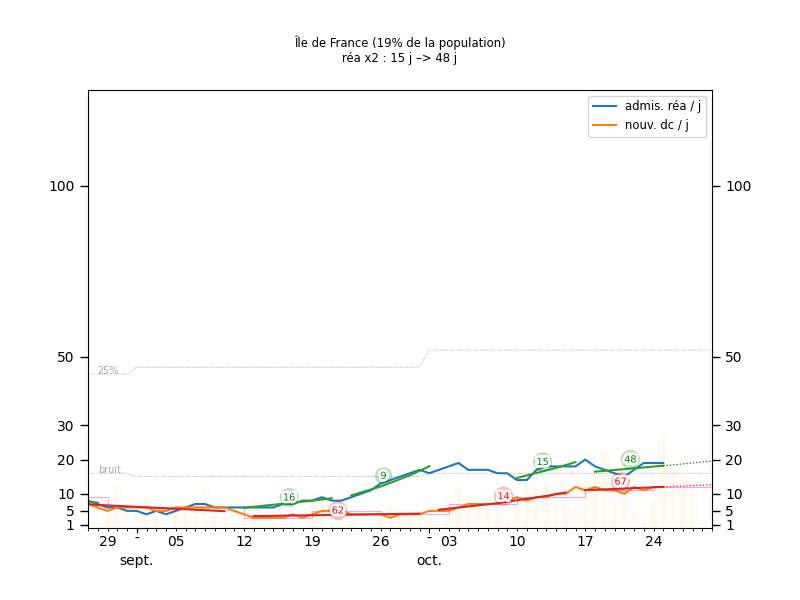 Île de France (19% de la population)
réa x2 : 15 j –> 48 j
admis. réa / j
nouv. dc / j
100 100
50 50
25%
30 30
20 20
bruit
10 10
5 5
1 1
16 62 9 14 15 48 67
29 - 05 12 19 26 - 03 10 17 24
sept. oct.